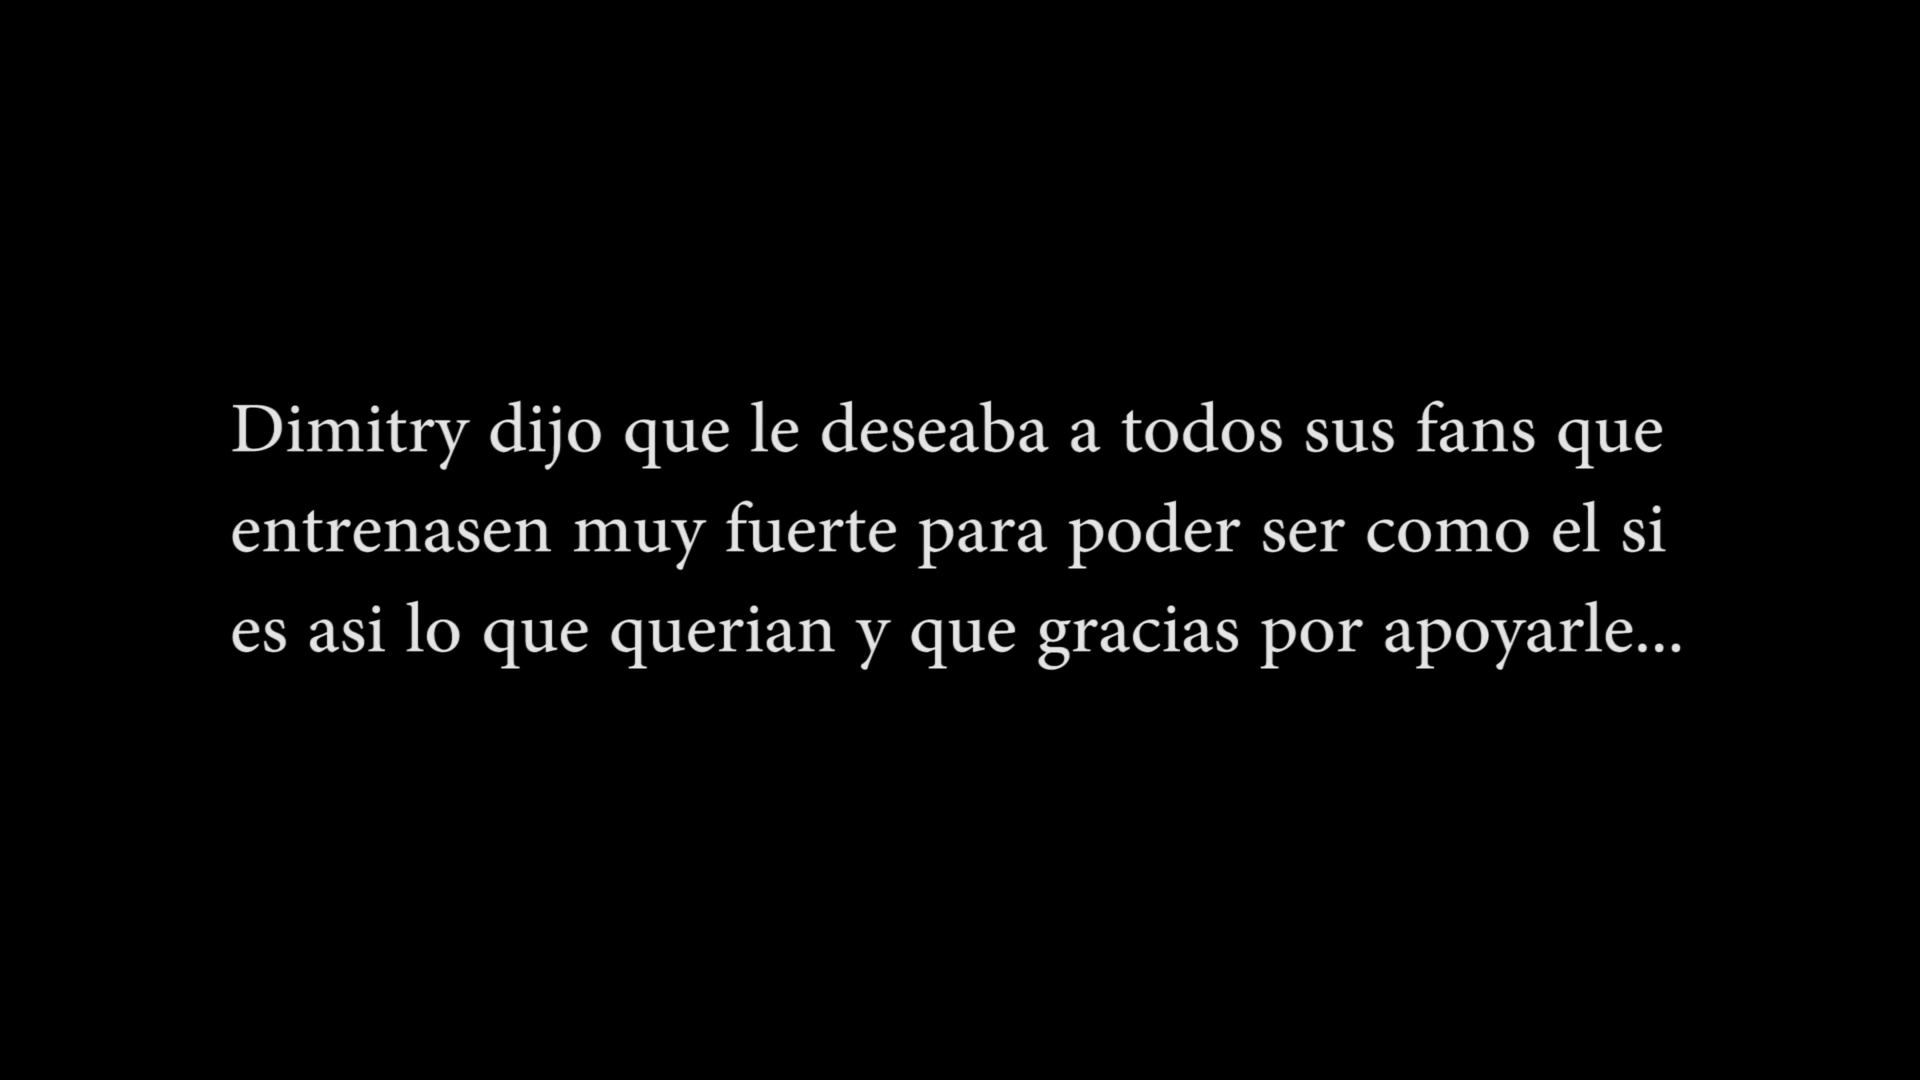 Dimitry dijo que le deseaba a todos sus fans que
entrenasen muy fuerte para poder ser como el si
es asi lo que querian y que gracias por apoyarle...